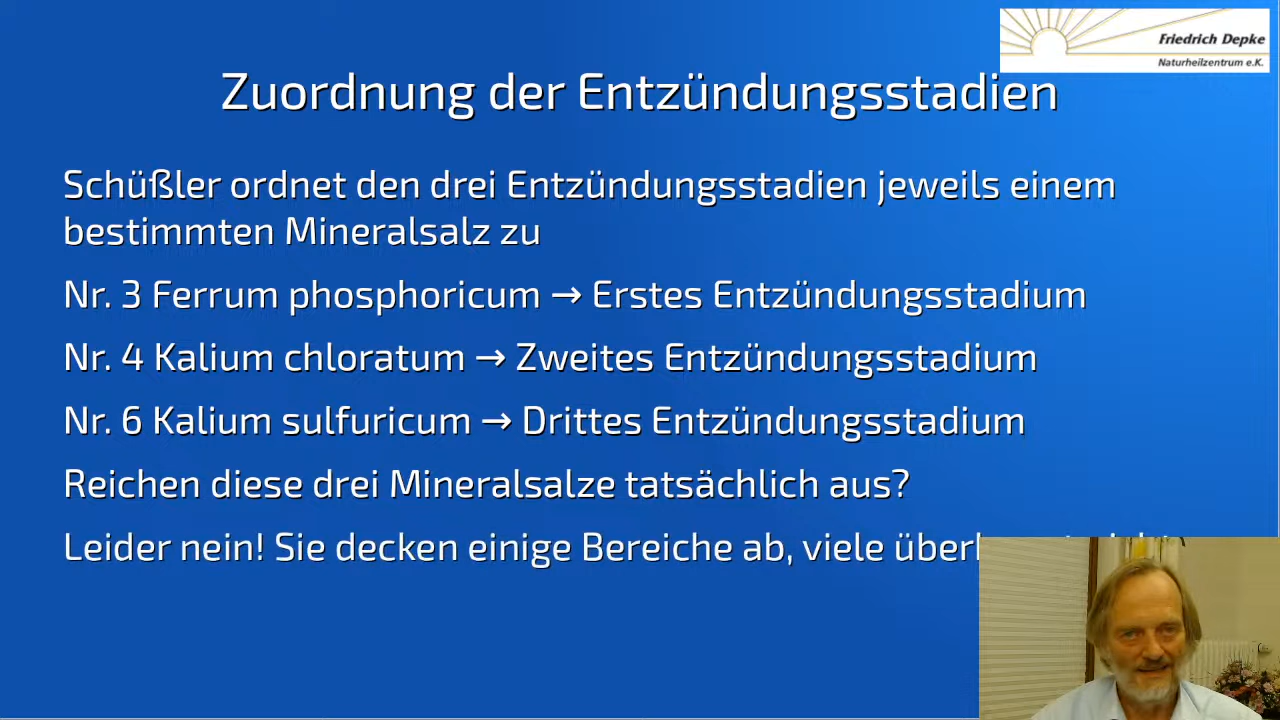 Friedrich Depke
Naturheilzentrum e.K.
Zuordnung der Entzündungsstadien
Schüßler ordnet den drei Entzündungsstadien jeweils einem
bestimmten Mineralsalz zu
Nr. 3 Ferrum phosphoricum → Erstes Entzündungsstadium
Nr. 4 Kalium chloratum → Zweites Entzündungsstadium
Nr. 6 Kalium sulfuricum → Drittes Entzündungsstadium
Reichen diese drei Mineralsalze tatsächlich aus?
Leider nein! Sie decken einige Bereiche ab, viele